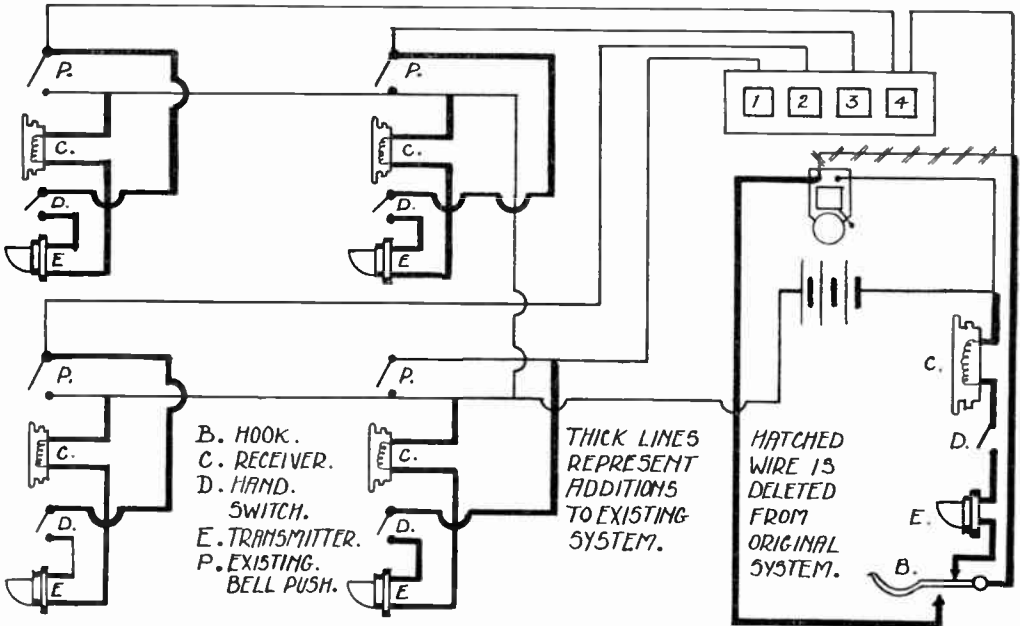 P.
P.
1 2 3 4
C.
C.
D.
D.
E
E
P.
P.
C.
B. HOOK.
C. RECEIVER.
D. HAND.
SWITCH.
E. TRANSMITTER.
P. EXISTING.
BELL PUSH.
C.
C.
D.
D.
D.
E
E
E.
B.
THICK LINES
REPRESENT
ADDITIONS
TO EXISTING
SYSTEM.
HATCHED
WIRE IS
DELETED
FROM
ORIGINAL
SYSTEM.